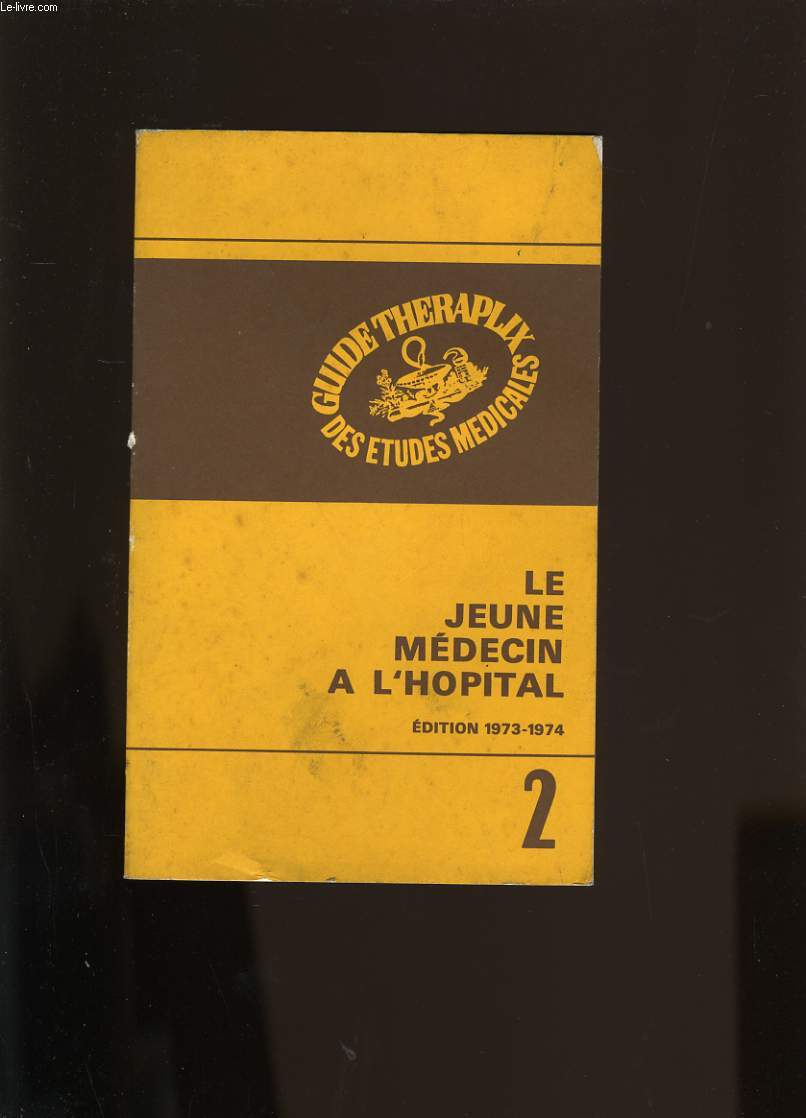 Le-livre.com
GUIDE THERAPLIX
DES ETUDES MEDICALES
LE
JEUNE
MÉDECIN
A L'HOPITAL
ÉDITION 1973-1974
2